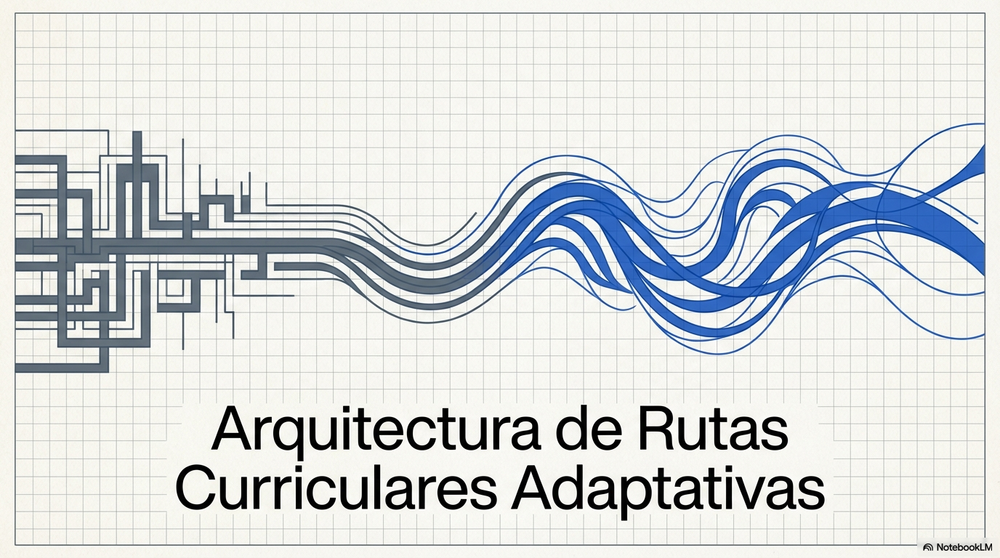 Arquitectura de Rutas
Curriculares Adaptativas
NotebookLM